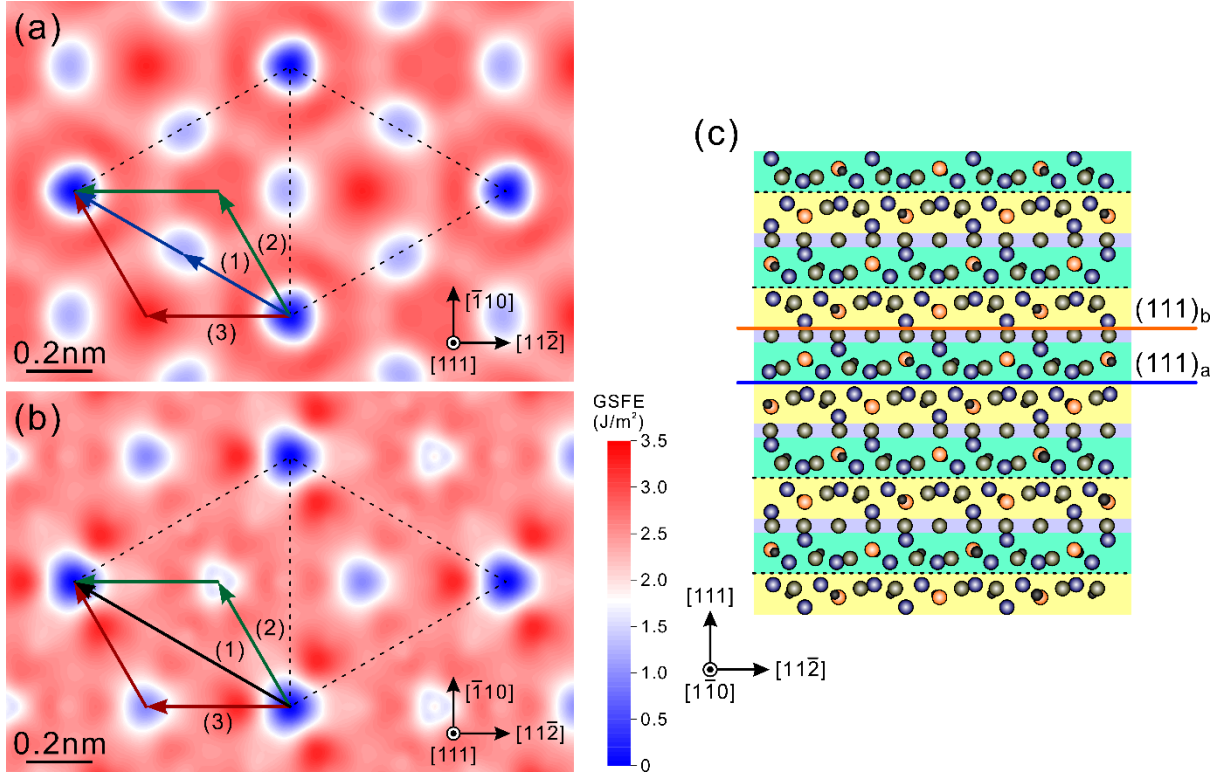 (a)
(1)
(2)
(3)
0.2nm
[1̅10]
[111]
[112̅]
(b)
(1)
(2)
(3)
0.2nm
[1̅10]
[111]
[112̅]
GSFE
(J/m²)
3.5
3.0
2.5
2.0
1.5
1.0
0.5
0
(c)
(111)b
(111)a
[111]
[11̅0]
[112̅]